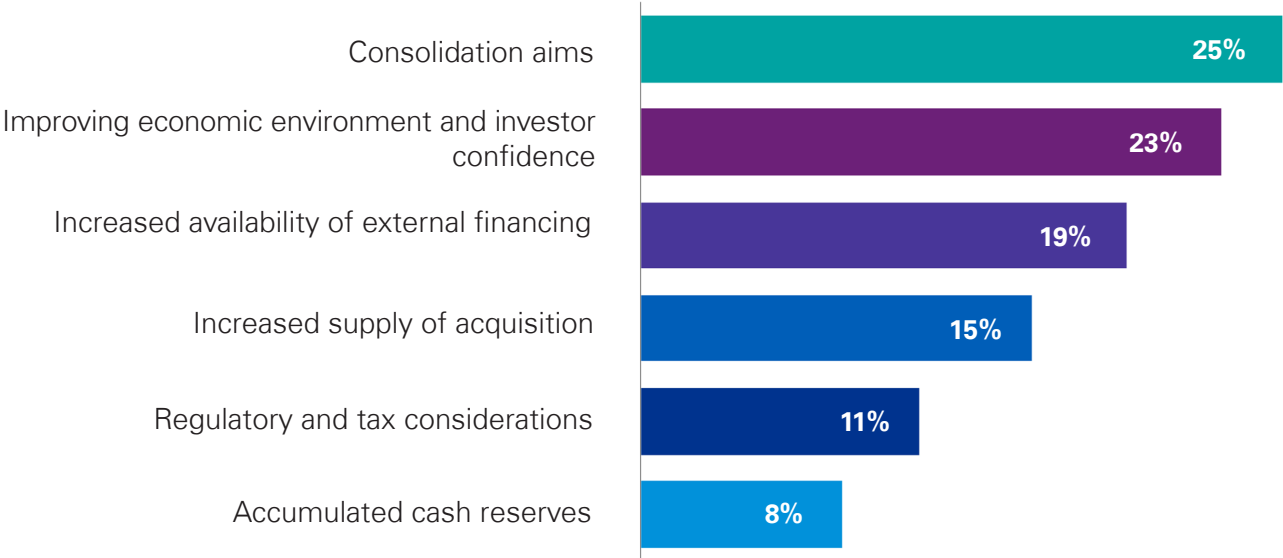 Consolidation aims
25%
Improving economic environment and investor
confidence
23%
Increased availability of external financing
19%
Increased supply of acquisition
15%
Regulatory and tax considerations
11%
Accumulated cash reserves
8%